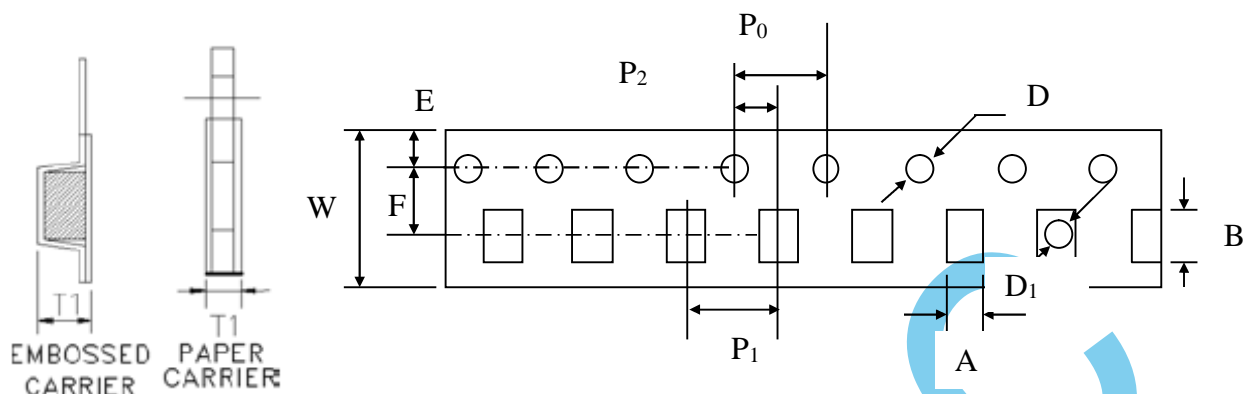 P₀
P₂
E
D
W
F
B
T1
T1
D₁
EMBOSSED
CARRIER
PAPER
CARRIER
P₁
A